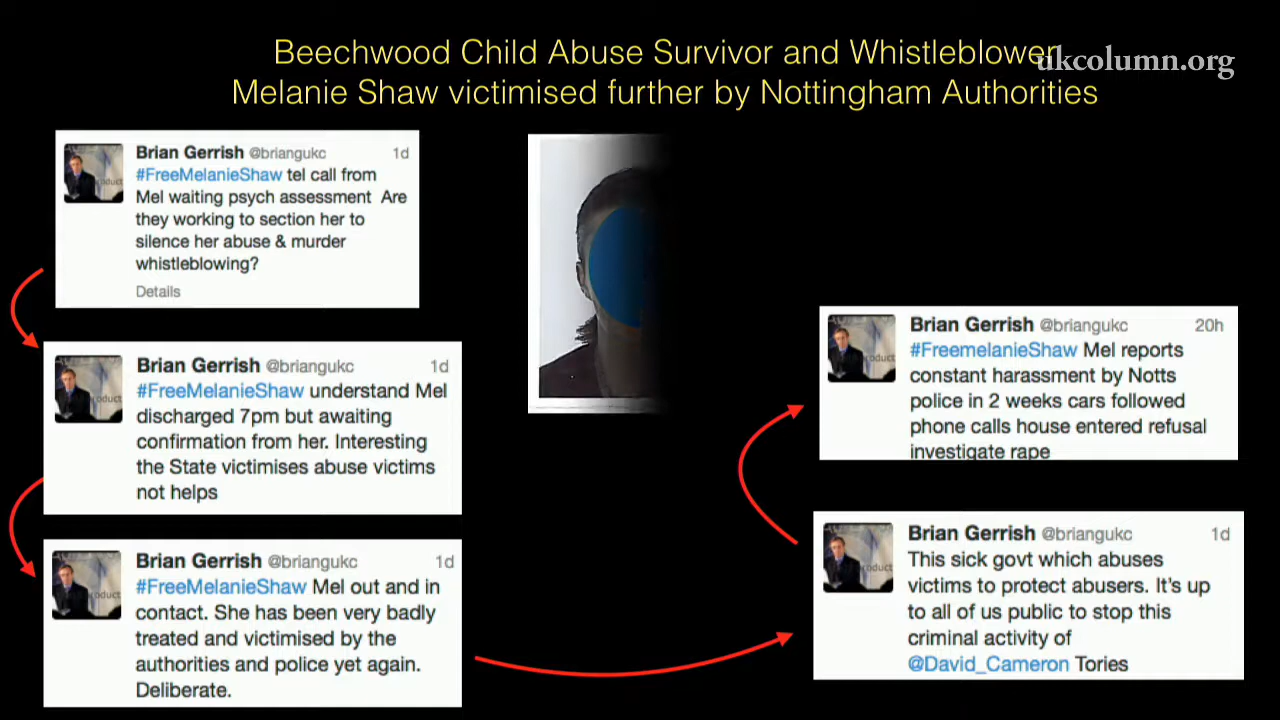 Beechwood Child Abuse Survivor and Whistleblower
ukcolumn.org
Melanie Shaw victimised further by Nottingham Authorities
Brian Gerrish @briangukc 1d
#FreeMelanieShaw tel call from
Mel waiting psych assessment Are
they working to section her to
silence her abuse & murder
whistleblowing?
Details
Brian Gerrish @briangukc 1d
#FreeMelanieShaw understand Mel
discharged 7pm but awaiting
confirmation from her. Interesting
the State victimises abuse victims
not helps
Brian Gerrish @briangukc 1d
#FreeMelanieShaw Mel out and in
contact. She has been very badly
treated and victimised by the
authorities and police yet again.
Deliberate.
Brian Gerrish @briangukc 1d
This sick govt which abuses
victims to protect abusers. It's up
to all of us public to stop this
criminal activity of
@David_Cameron Tories
Brian Gerrish @briangukc 20h
#FreemelanieShaw Mel reports
constant harassment by Notts
police in 2 weeks cars followed
phone calls house entered refusal
investigate rape